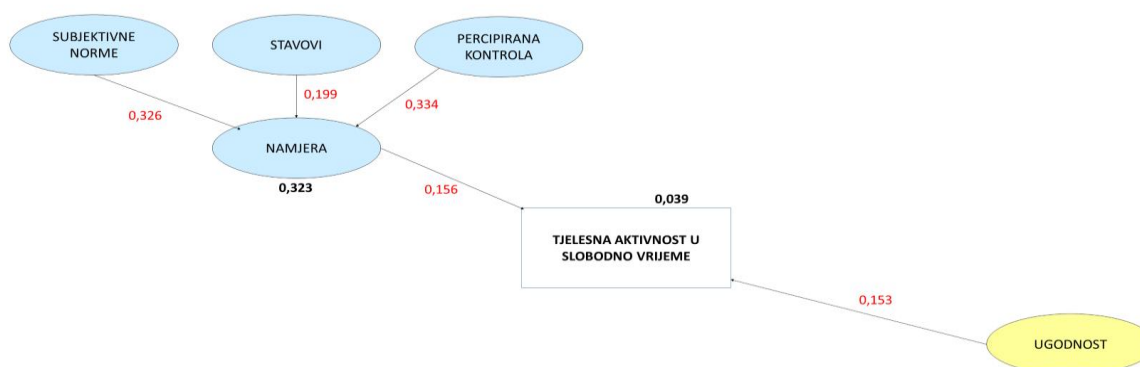 SUBJEKTIVNE
NORME
STAVOVI
PERCIPIRANA
KONTROLA
0,326
0,199
0,334
NAMJERA
0,323
0,156
0,039
TJELESNA AKTIVNOST U
SLOBODNO VRIJEME
0,153
UGODNOST